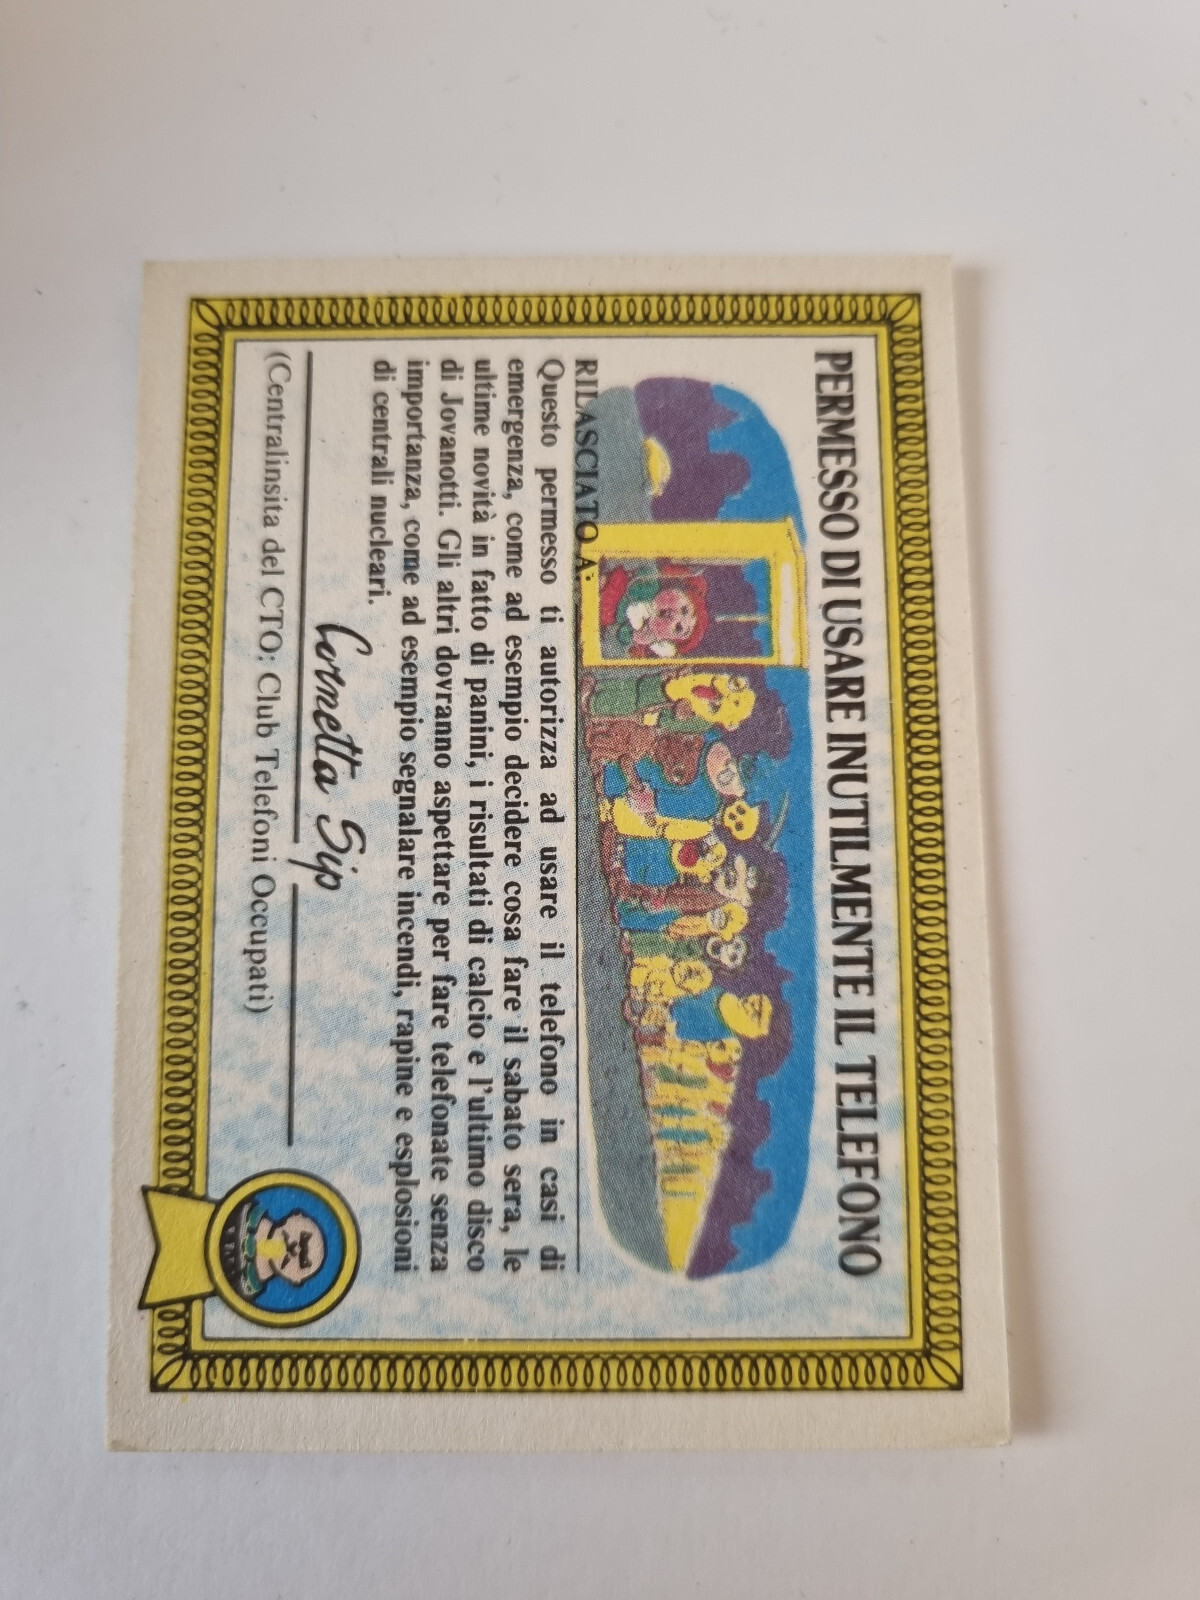 PERMESSO DI USARE INUTILMENTE IL TELEFONO
RILASCIATO A:
Questo permesso ti autorizza ad usare il telefono in casi di
emergenza, come ad esempio decidere cosa fare il sabato sera, le
ultime novità in fatto di panini, i risultati di calcio e l'ultimo disco
di Jovanotti. Gli altri dovranno aspettare per fare telefonate senza
importanza, come ad esempio segnalare incendi, rapine e esplosioni
di centrali nucleari.
Cornetta Sip
(Centralinsita del CTO; Club Telefoni Occupati)